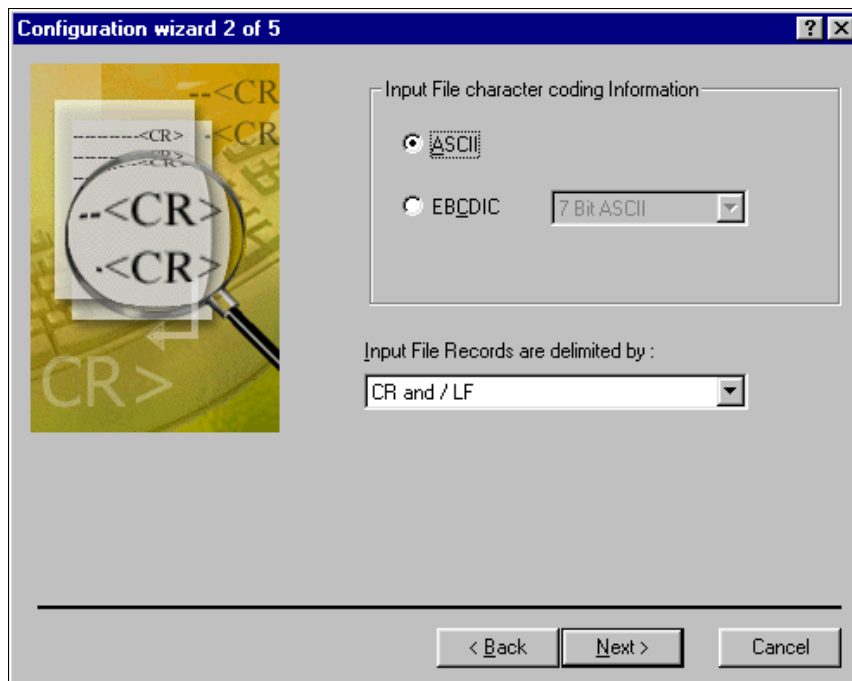 Configuration wizard 2 of 5
--<CR
-<CR
---------<CR>
--<CR>
.<CR>
CR>
Input File character coding Information
ASCII
EBCDIC
7 Bit ASCII
Input File Records are delimited by :
CR and / LF
< Back
Next >
Cancel